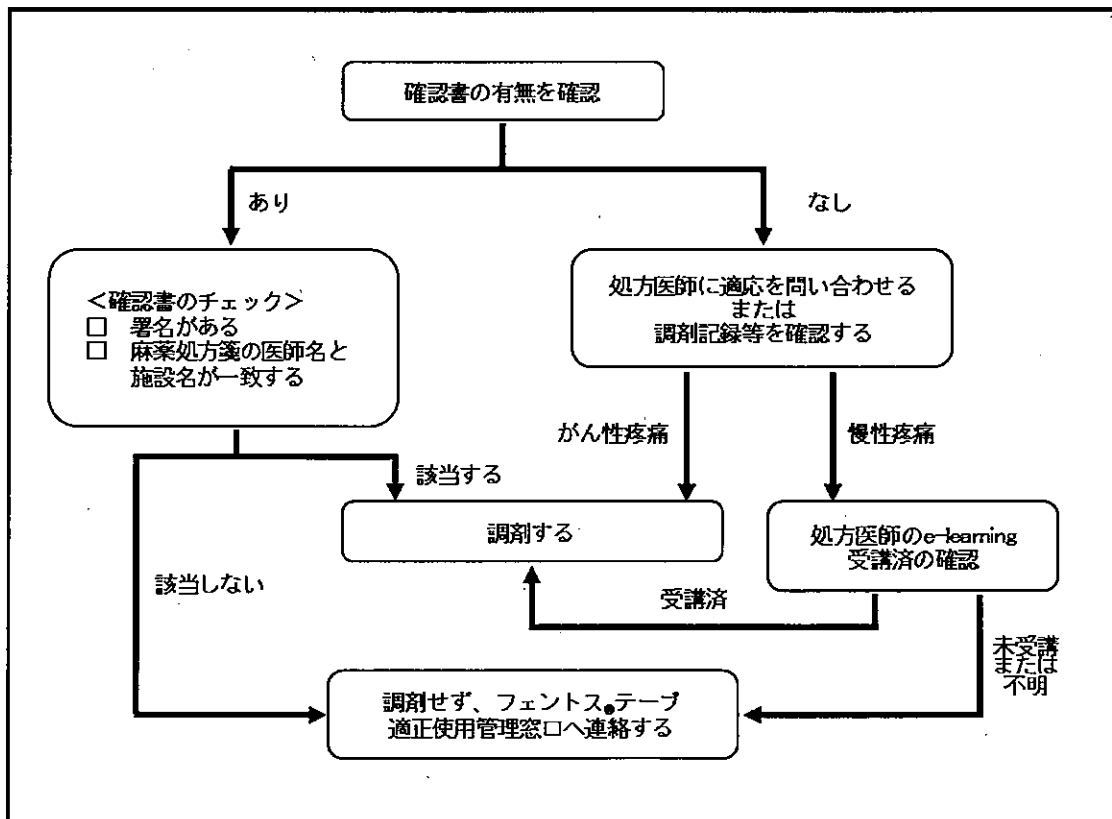 確認書の有無を確認
あり
なし
＜確認書のチェック＞
□ 署名がある
□ 麻薬処方箋の医師名と
施設名が一致する
処方医師に適応を問い合わせる
または
調剤記録等を確認する
がん性疼痛
慢性疼痛
該当する
調剤する
処方医師のe-learning
受講済の確認
該当しない
受講済
未受講
または
不明
調剤せず、フェントス®テープ
適正使用管理窓口へ連絡する